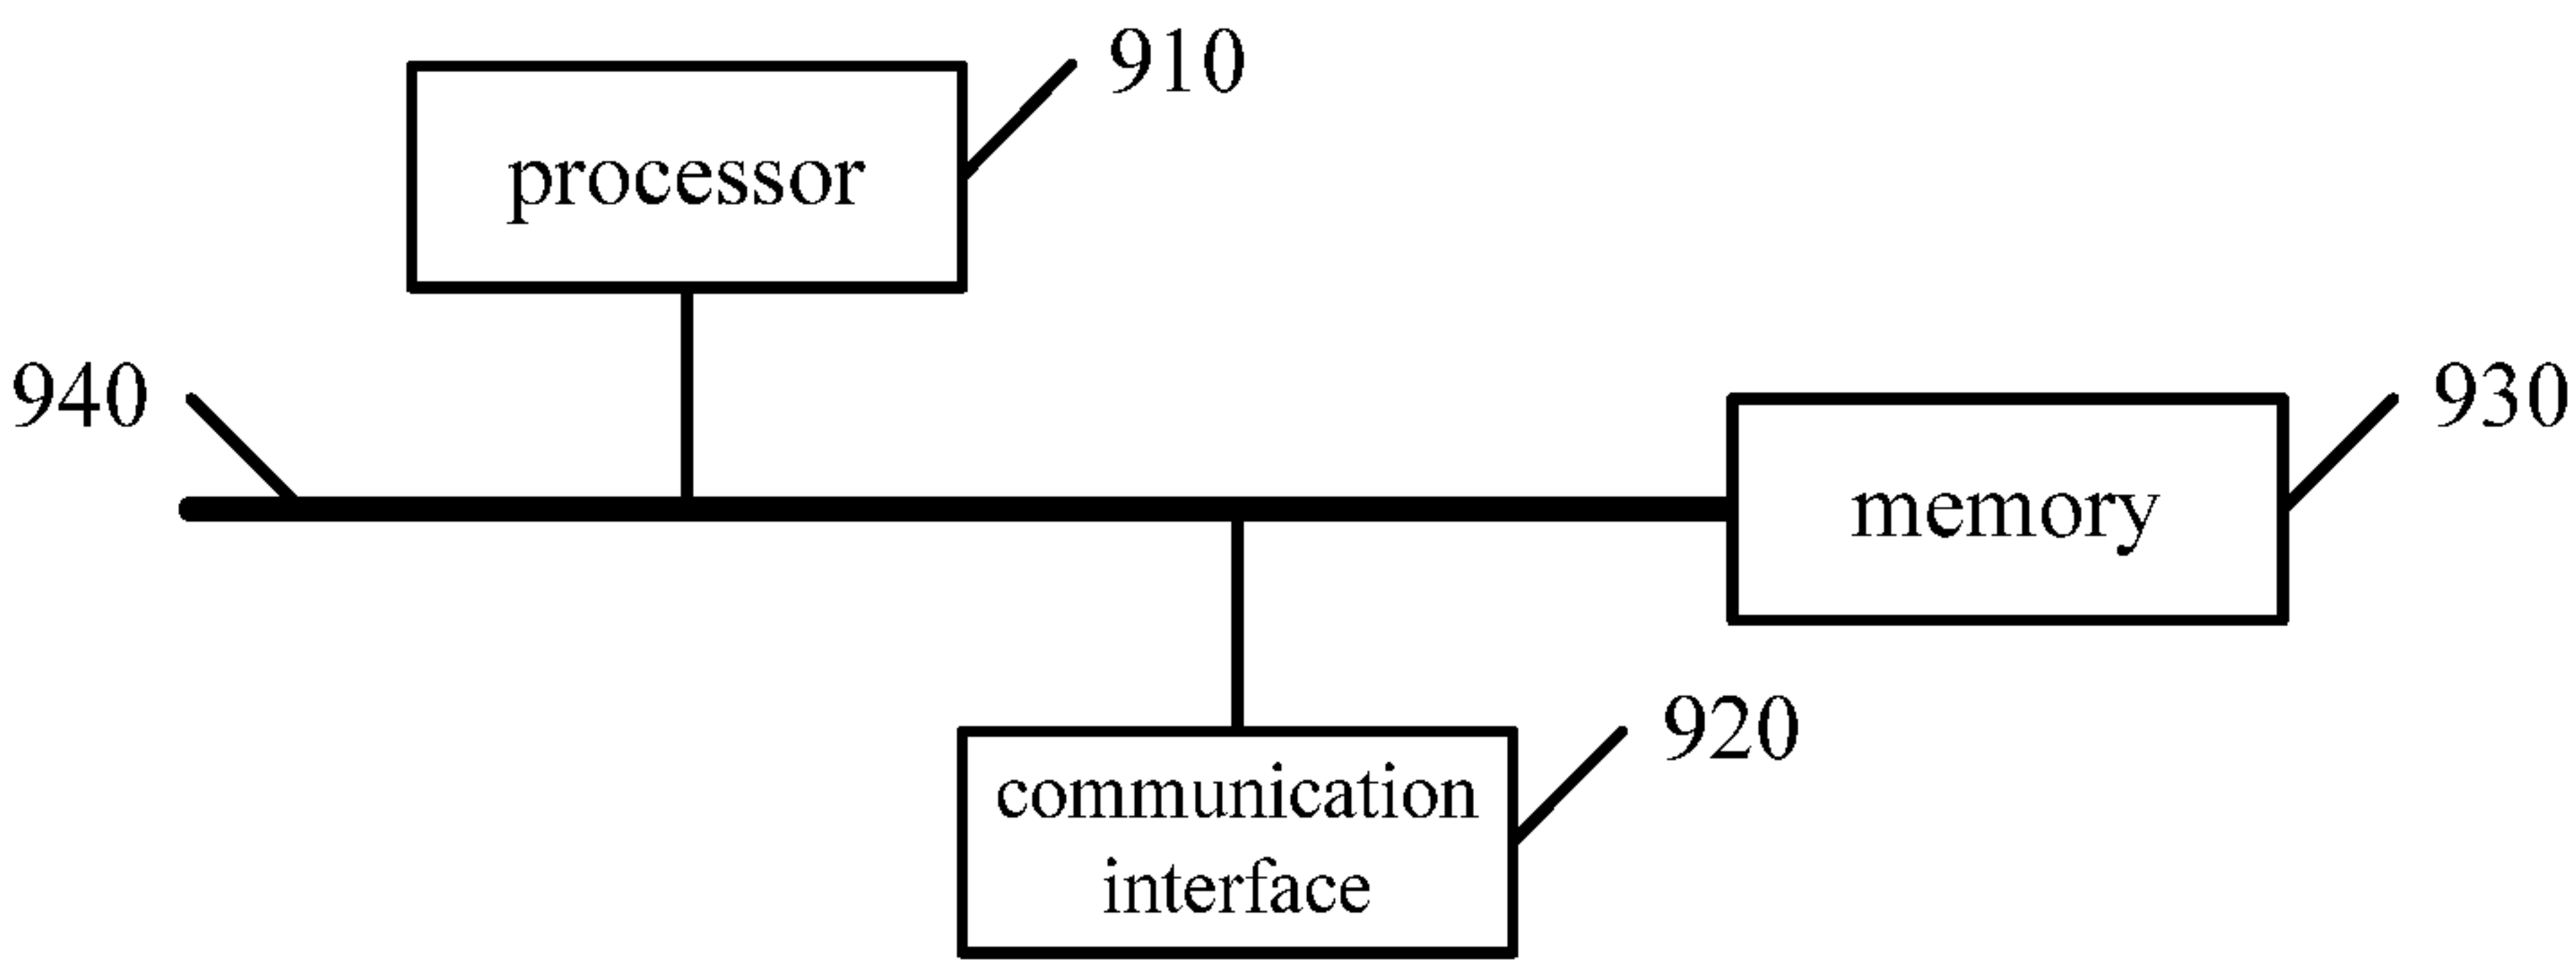 910
processor
940
930
memory
920
communication
interface